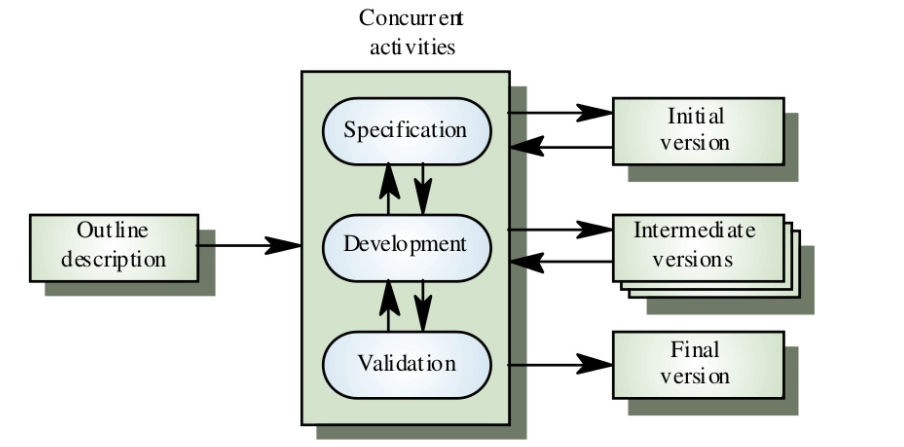 Concurrent
activities
Specification
Initial
version
Outline
description
Development
Intermediate
versions
Validation
Final
version